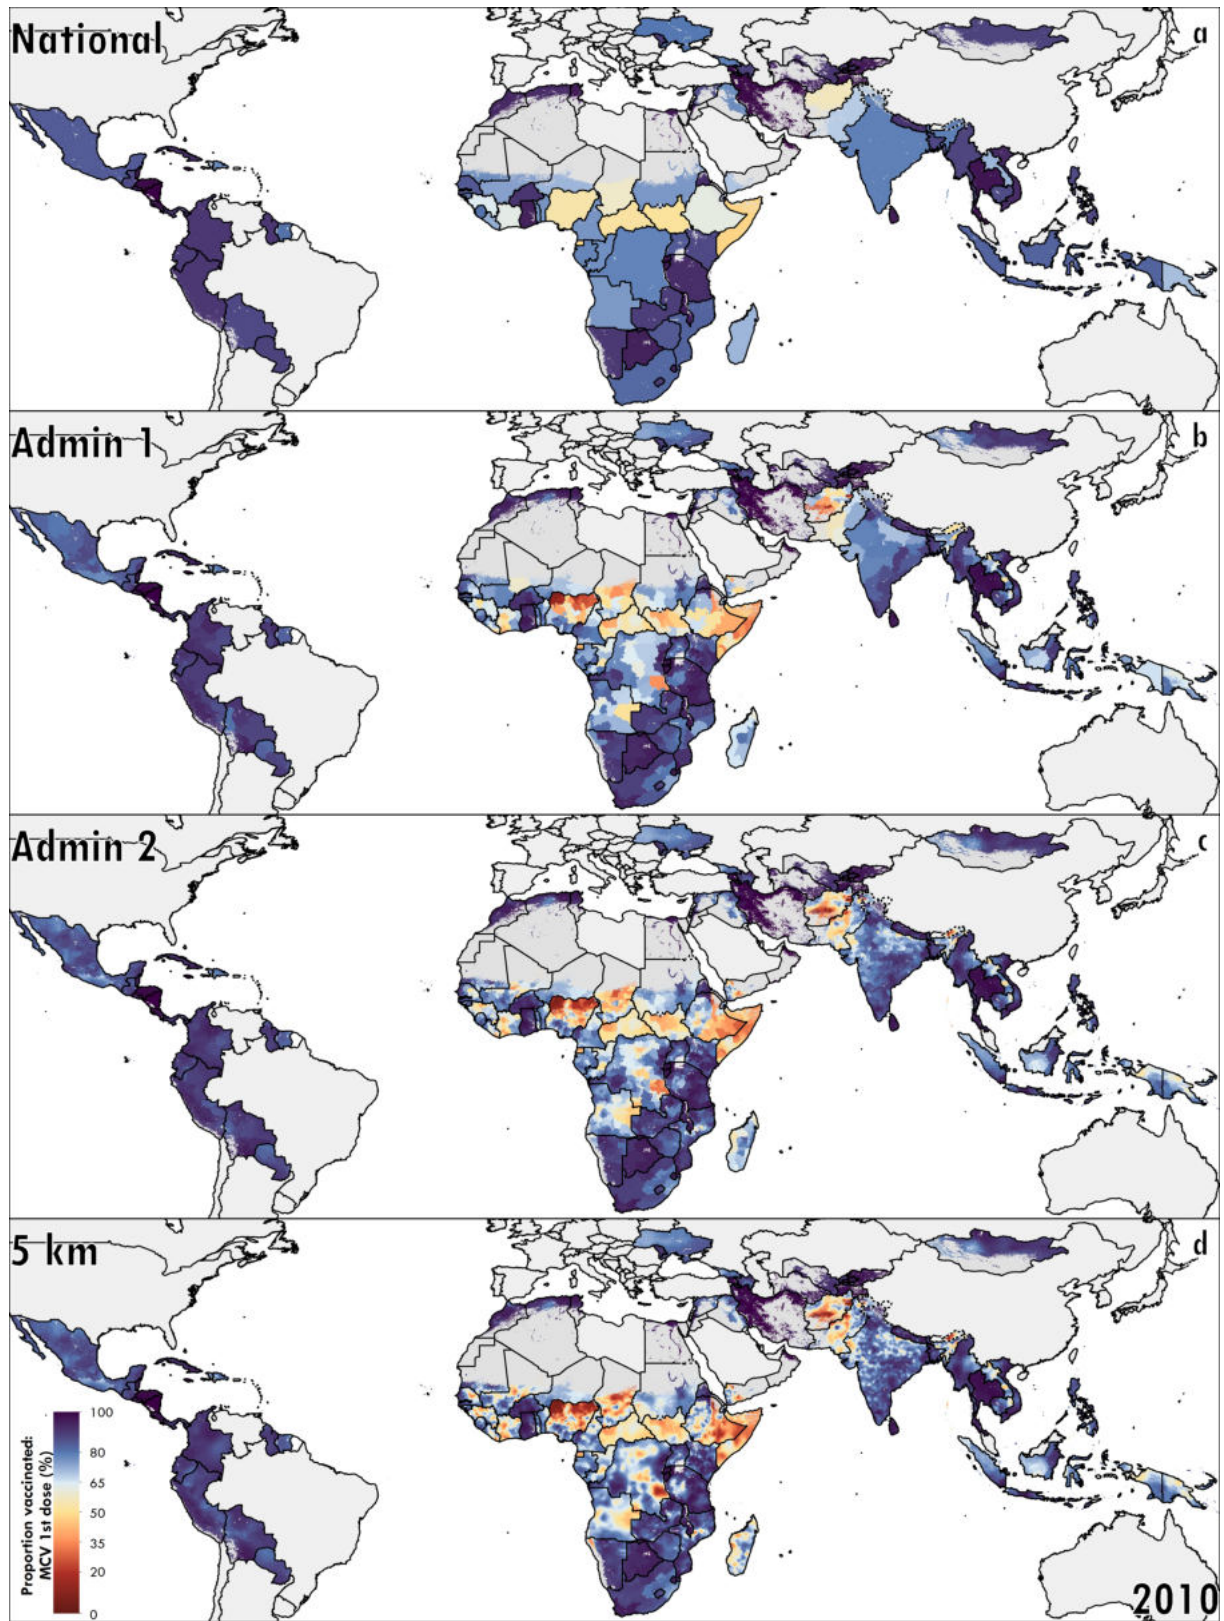 National
a
Admin 1
b
Admin 2
c
5 km
d
Proportion vaccinated:
MCV 1st dose (%)
100
80
65
50
35
20
0
2010